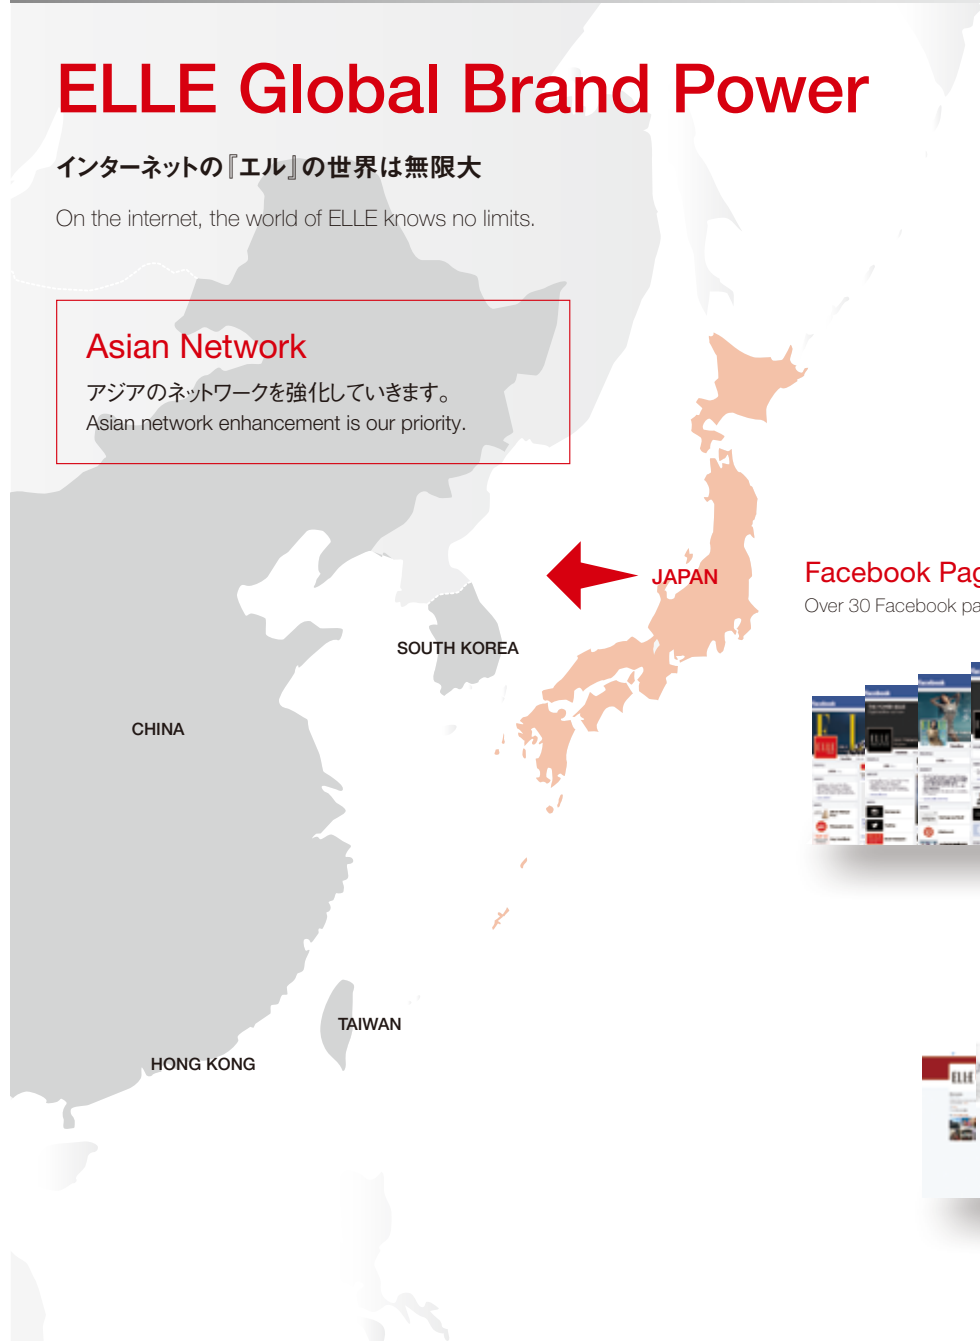 ELLE Global Brand Power
インターネットの『エル』の世界は無限大
On the internet, the world of ELLE knows no limits.
Asian Network
アジアのネットワークを強化していきます。
Asian network enhancement is our priority.
JAPAN
Facebook Pag
Over 30 Facebook pa
SOUTH KOREA
CHINA
TAIWAN
HONG KONG
ELLE